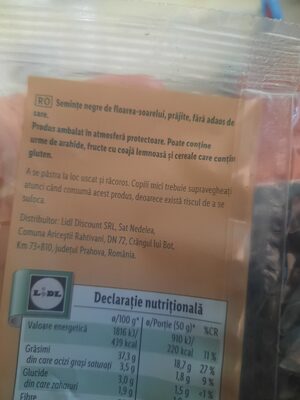 RO Semințe negre de floarea-soarelui, prăjite, fără adaos de
sare.
Produs ambalat în atmosferă protectoare. Poate conține
urme de arahide, fructe cu coajă lemnoasă și cereale care conțin
gluten.
A se păstra la loc uscat și răcoros. Copiii mici trebuie supravegheați
atunci când consumă acest produs, deoarece există riscul de a se
sufoca.
Distribuitor: Lidl Discount SRL, Sat Nedelea,
Comuna Ariceștii Rahtivani, DN 72, Crângul lui Bot,
Km 73+810, județul Prahova, România.
LIDL
Declarație nutrițională
ø/100 g* ø/Porție (50 g)* %CR
Valoare energetică 1816 kJ/ 910 kJ/
439 kcal 220 kcal 11 %
Grăsimi 37,3 g 18,7 g 27 %
din care acizi grași saturați 3,5 g 1,8 g 9 %
Glucide 3,0 g 1,5 g <1 %
din care zaharuri 1,9 g
Fibre